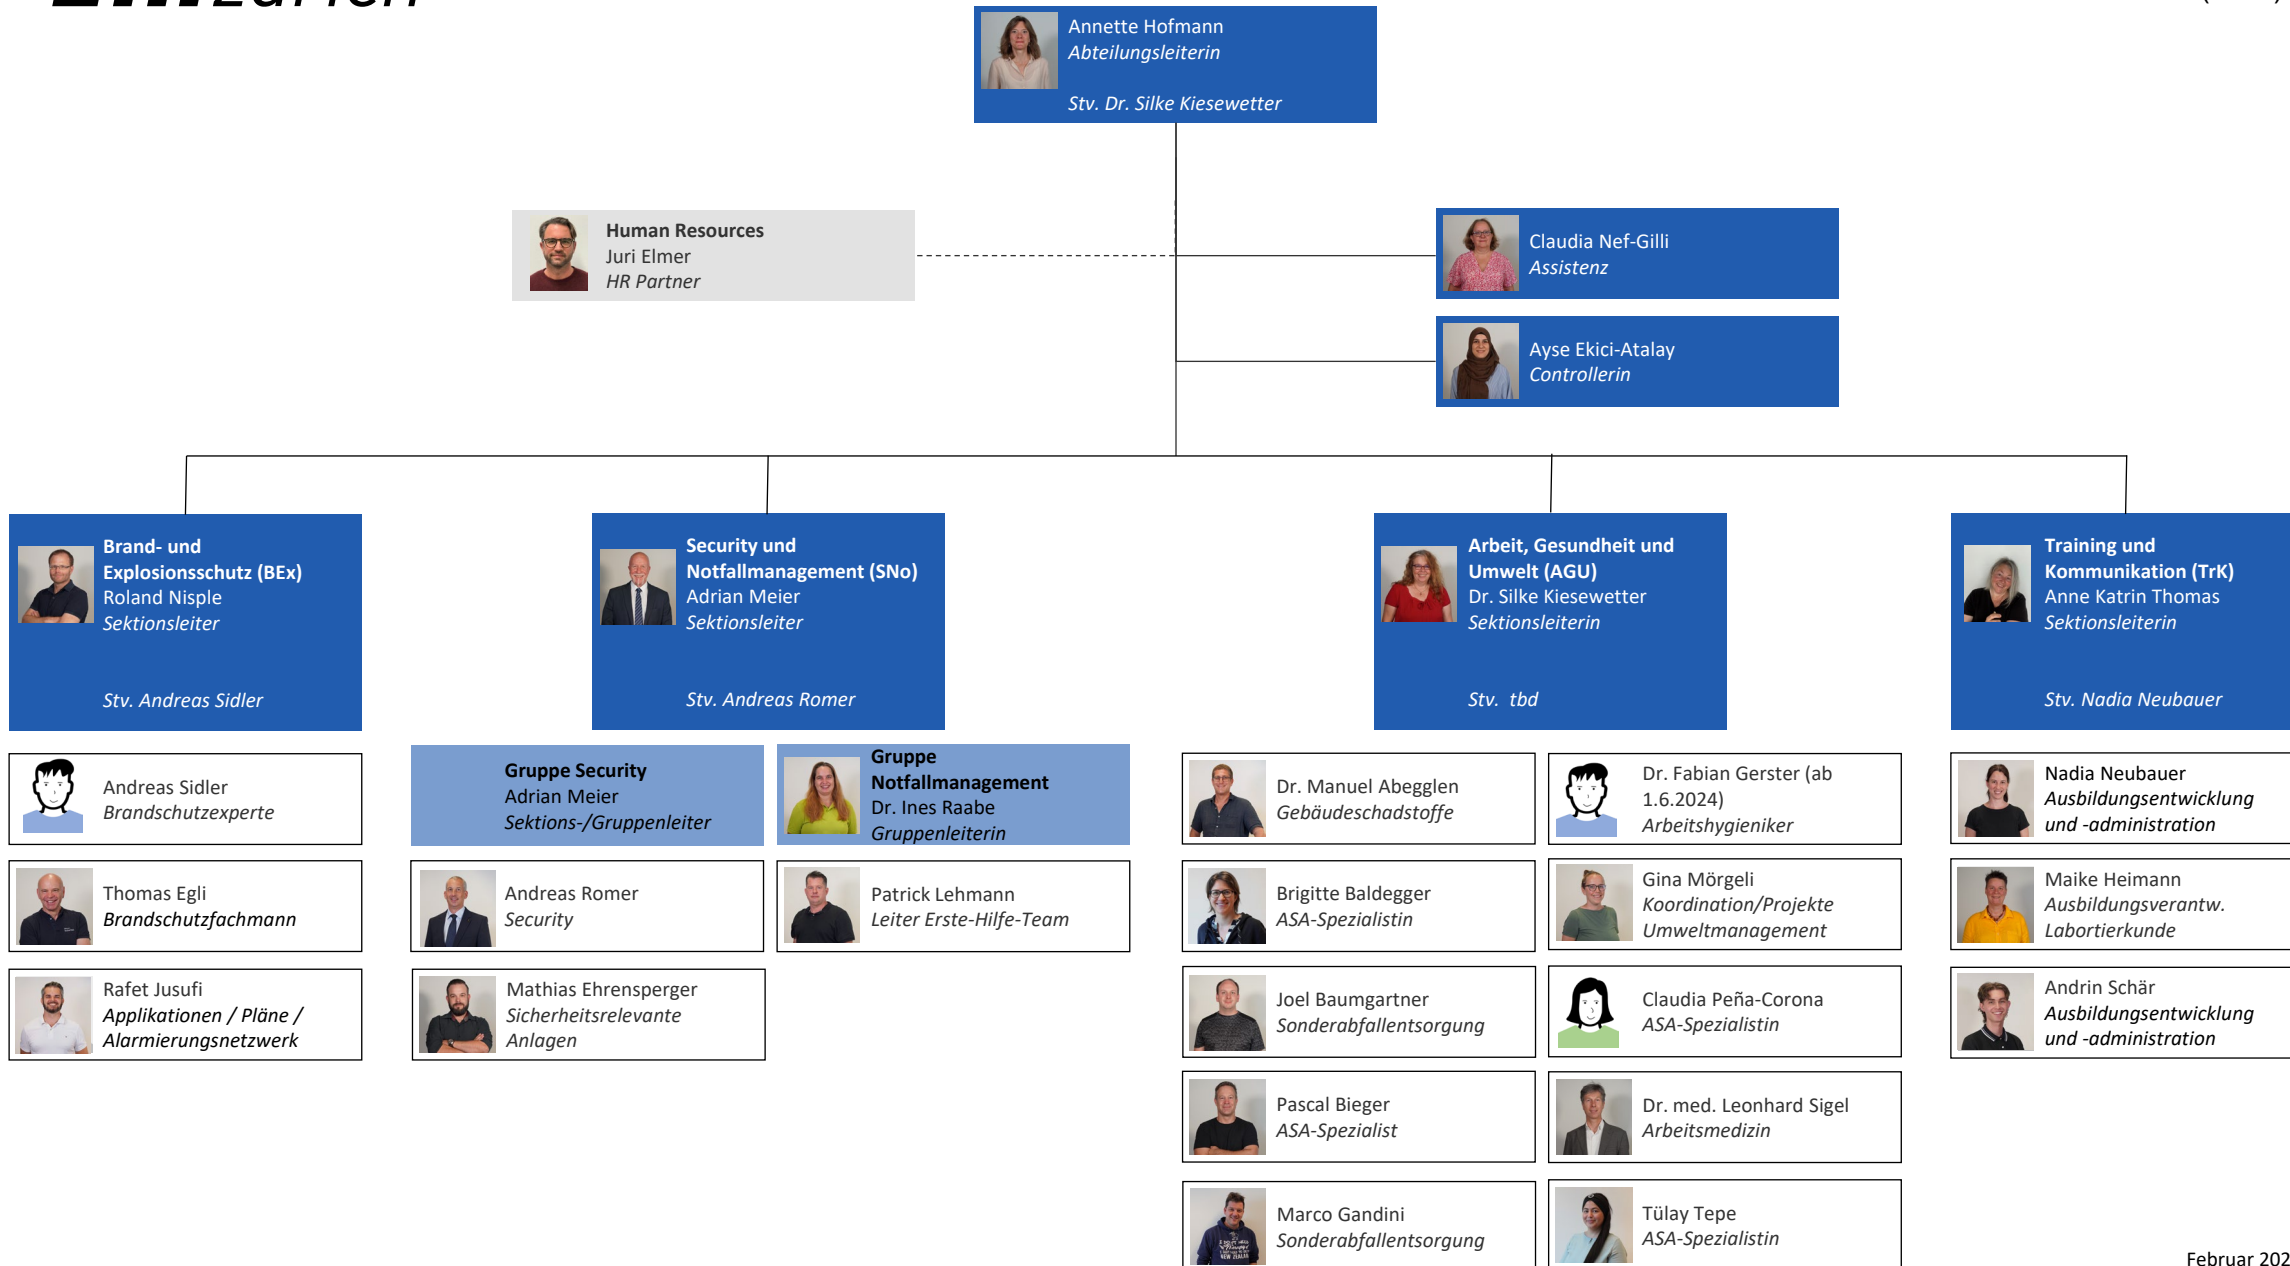 Annette Hofmann
Abteilungsleiterin
Stv. Dr. Silke Kiesewetter
Human Resources
Juri Elmer
HR Partner
Claudia Nef-Gilli
Assistenz
Ayse Ekici-Atalay
Controllerin
Brand- und
Explosionsschutz (BEx)
Roland Nisple
Sektionsleiter
Stv. Andreas Sidler
Security und
Notfallmanagement (SNo)
Adrian Meier
Sektionsleiter
Stv. Andreas Romer
Arbeit, Gesundheit und
Umwelt (AGU)
Dr. Silke Kiesewetter
Sektionsleiterin
Stv. tbd
Training und
Kommunikation (TrK)
Anne Katrin Thomas
Sektionsleiterin
Stv. Nadia Neubauer
Andreas Sidler
Brandschutzexperte
Thomas Egli
Brandschutzfachmann
Rafet Jusufi
Applikationen / Pläne /
Alarmierungsnetzwerk
Gruppe Security
Adrian Meier
Sektions-/Gruppenleiter
Andreas Romer
Security
Mathias Ehrensperger
Sicherheitsrelevante
Anlagen
Gruppe
Notfallmanagement
Dr. Ines Raabe
Gruppenleiterin
Patrick Lehmann
Leiter Erste-Hilfe-Team
Dr. Manuel Abegglen
Gebäudeschadstoffe
Brigitte Baldegger
ASA-Spezialistin
Joel Baumgartner
Sonderabfallentsorgung
Pascal Bieger
ASA-Spezialist
Marco Gandini
Sonderabfallentsorgung
Dr. Fabian Gerster (ab
1.6.2024)
Arbeitshygieniker
Gina Mörgeli
Koordination/Projekte
Umweltmanagement
Claudia Peña-Corona
ASA-Spezialistin
Dr. med. Leonhard Sigel
Arbeitsmedizin
Tülay Tepe
ASA-Spezialistin
Nadia Neubauer
Ausbildungsentwicklung
und -administration
Maike Heimann
Ausbildungsverantw.
Labortierkunde
Andrin Schär
Ausbildungsentwicklung
und -administration
Februar 202